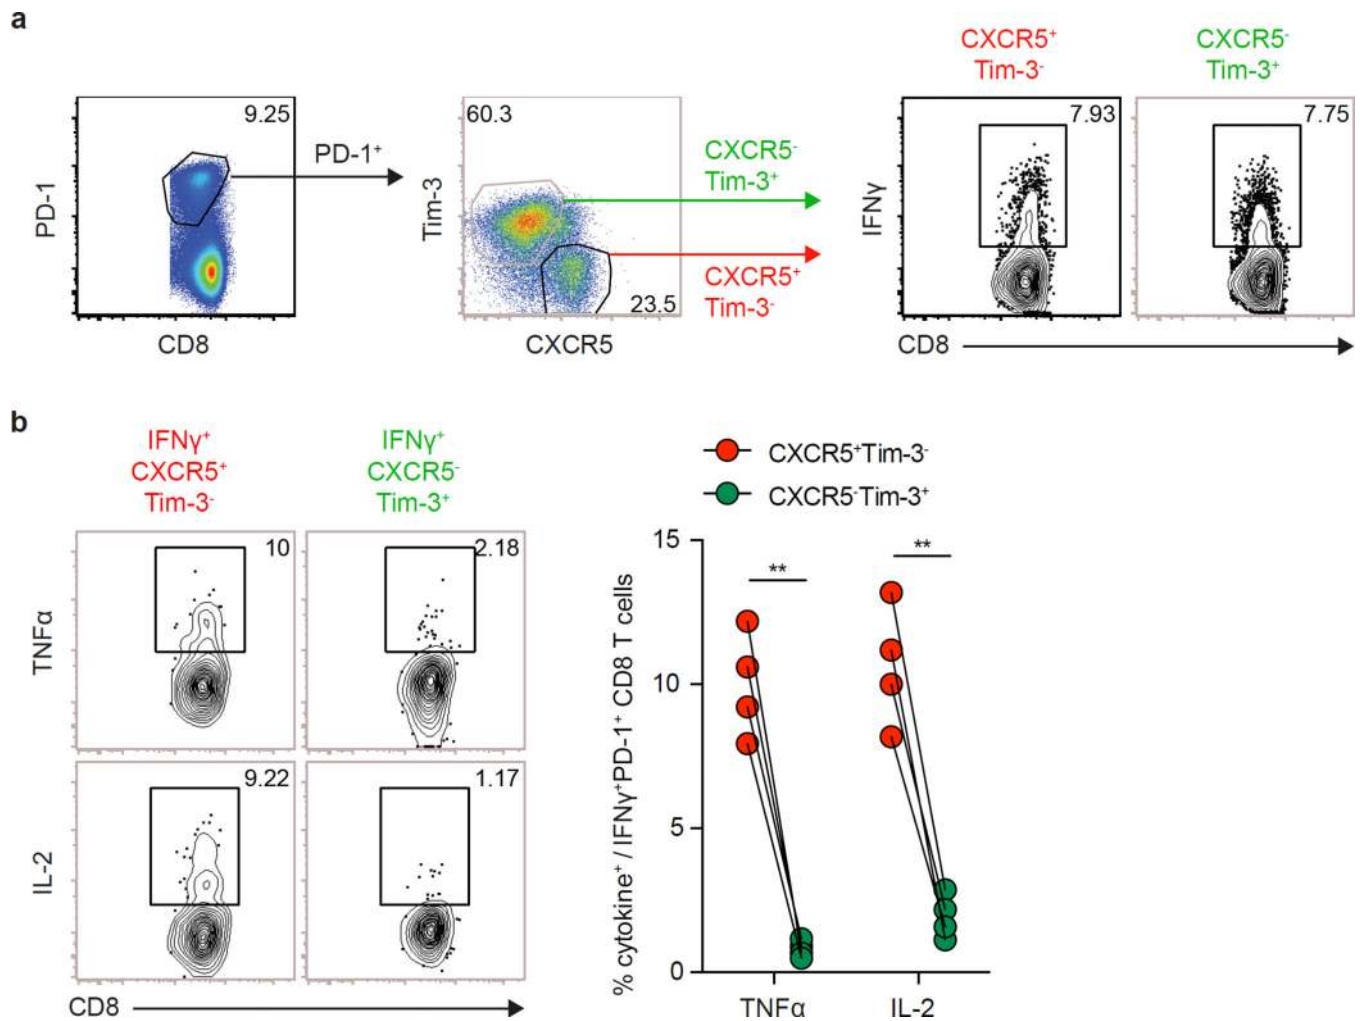 a
CXCR5⁺
Tim-3⁻
CXCR5⁻
Tim-3⁺
PD-1
9.25
CD8
PD-1⁺
Tim-3
60.3
23.5
CXCR5
CXCR5⁻
Tim-3⁺
CXCR5⁺
Tim-3⁻
IFNγ
7.93
7.75
CD8
b
IFNγ⁺
CXCR5⁺
Tim-3⁻
IFNγ⁺
CXCR5⁻
Tim-3⁺
TNFα
10
2.18
IL-2
9.22
1.17
CD8
CXCR5⁺Tim-3⁻
CXCR5⁻Tim-3⁺
% cytokine⁺ / IFNγ⁺PD-1⁺ CD8 T cells
15
10
5
0
**
**
TNFα
IL-2